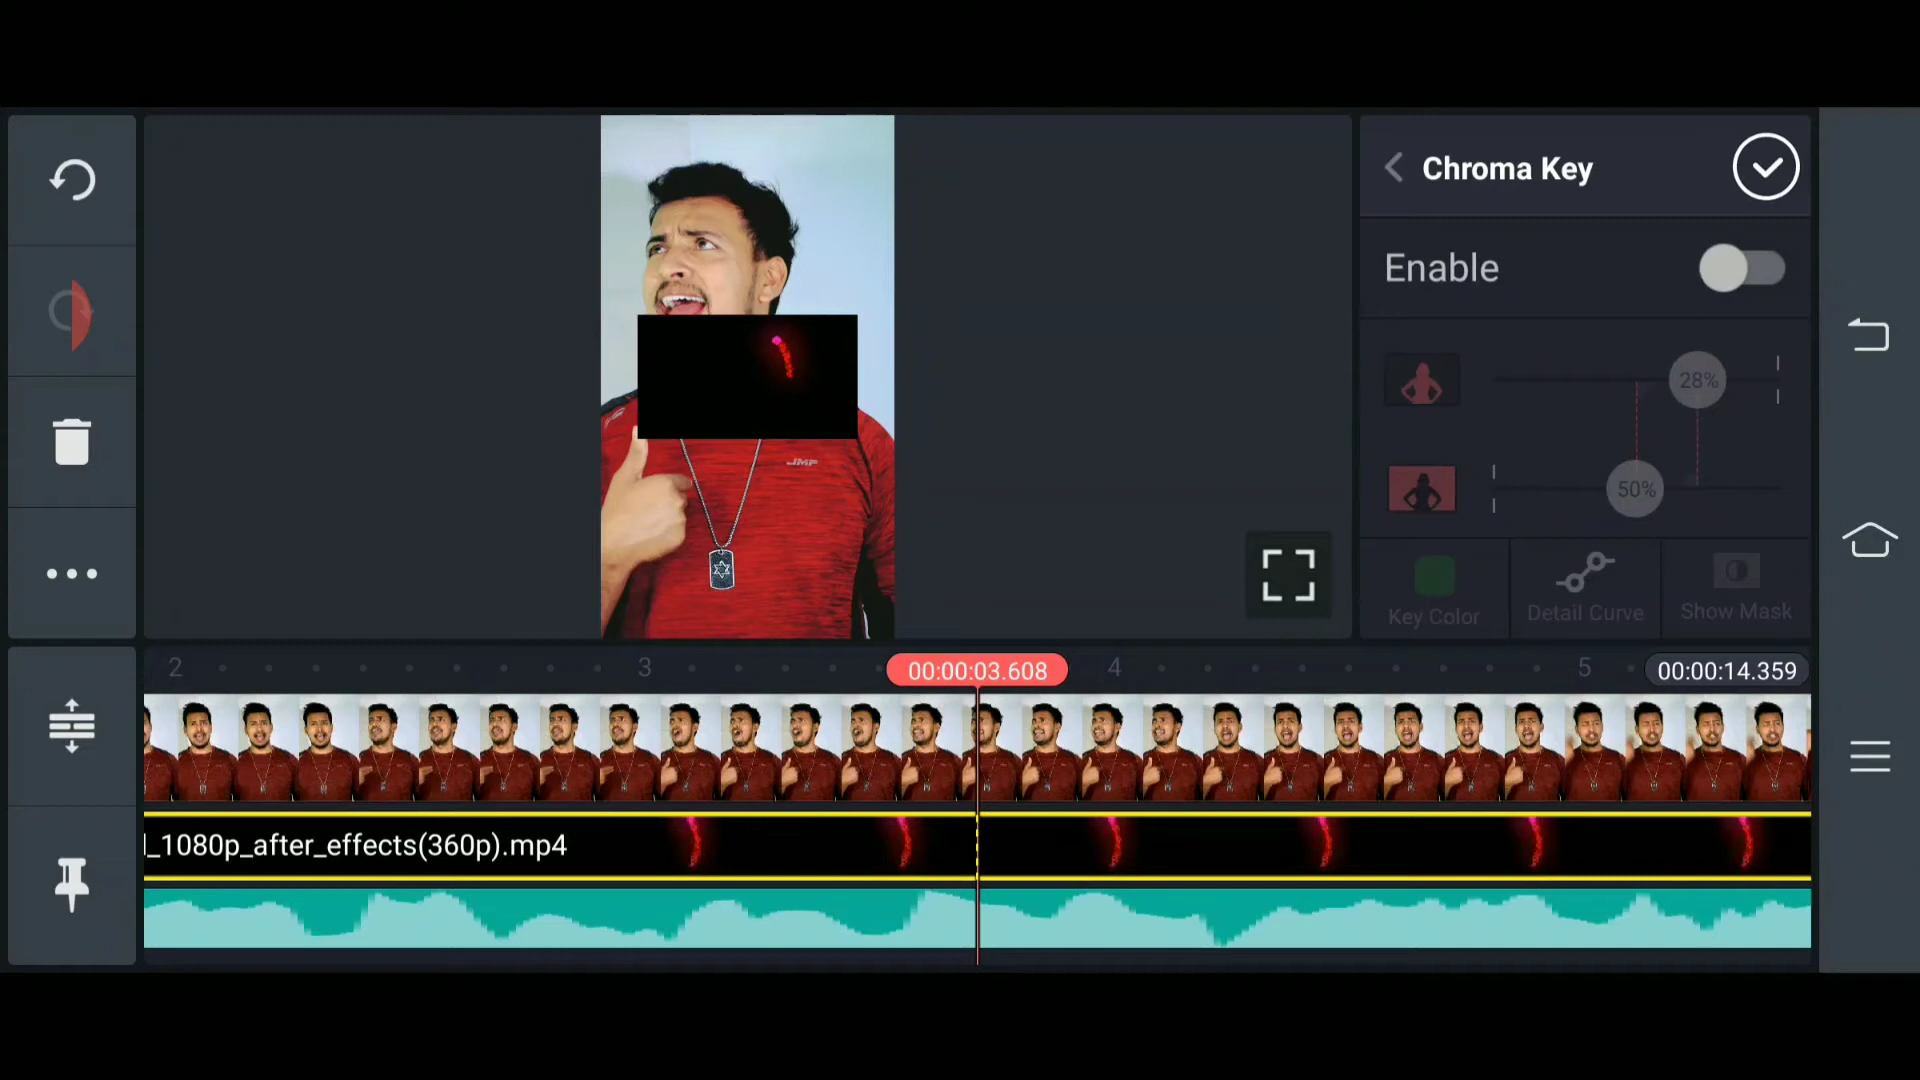 Chroma Key
Enable
28%
50%
Key Color
Detail Curve
Show Mask
JMP
2
3
00:00:03.608
4
5
00:00:14.359
l_1080p_after_effects(360p).mp4